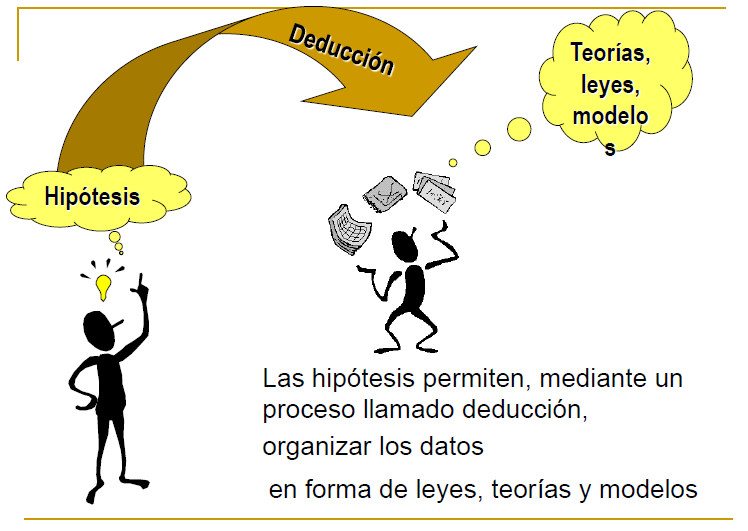 Deducción
Teorías,
leyes,
modelo
s
Hipótesis
Las hipótesis permiten, mediante un
proceso llamado deducción,
organizar los datos
en forma de leyes, teorías y modelos